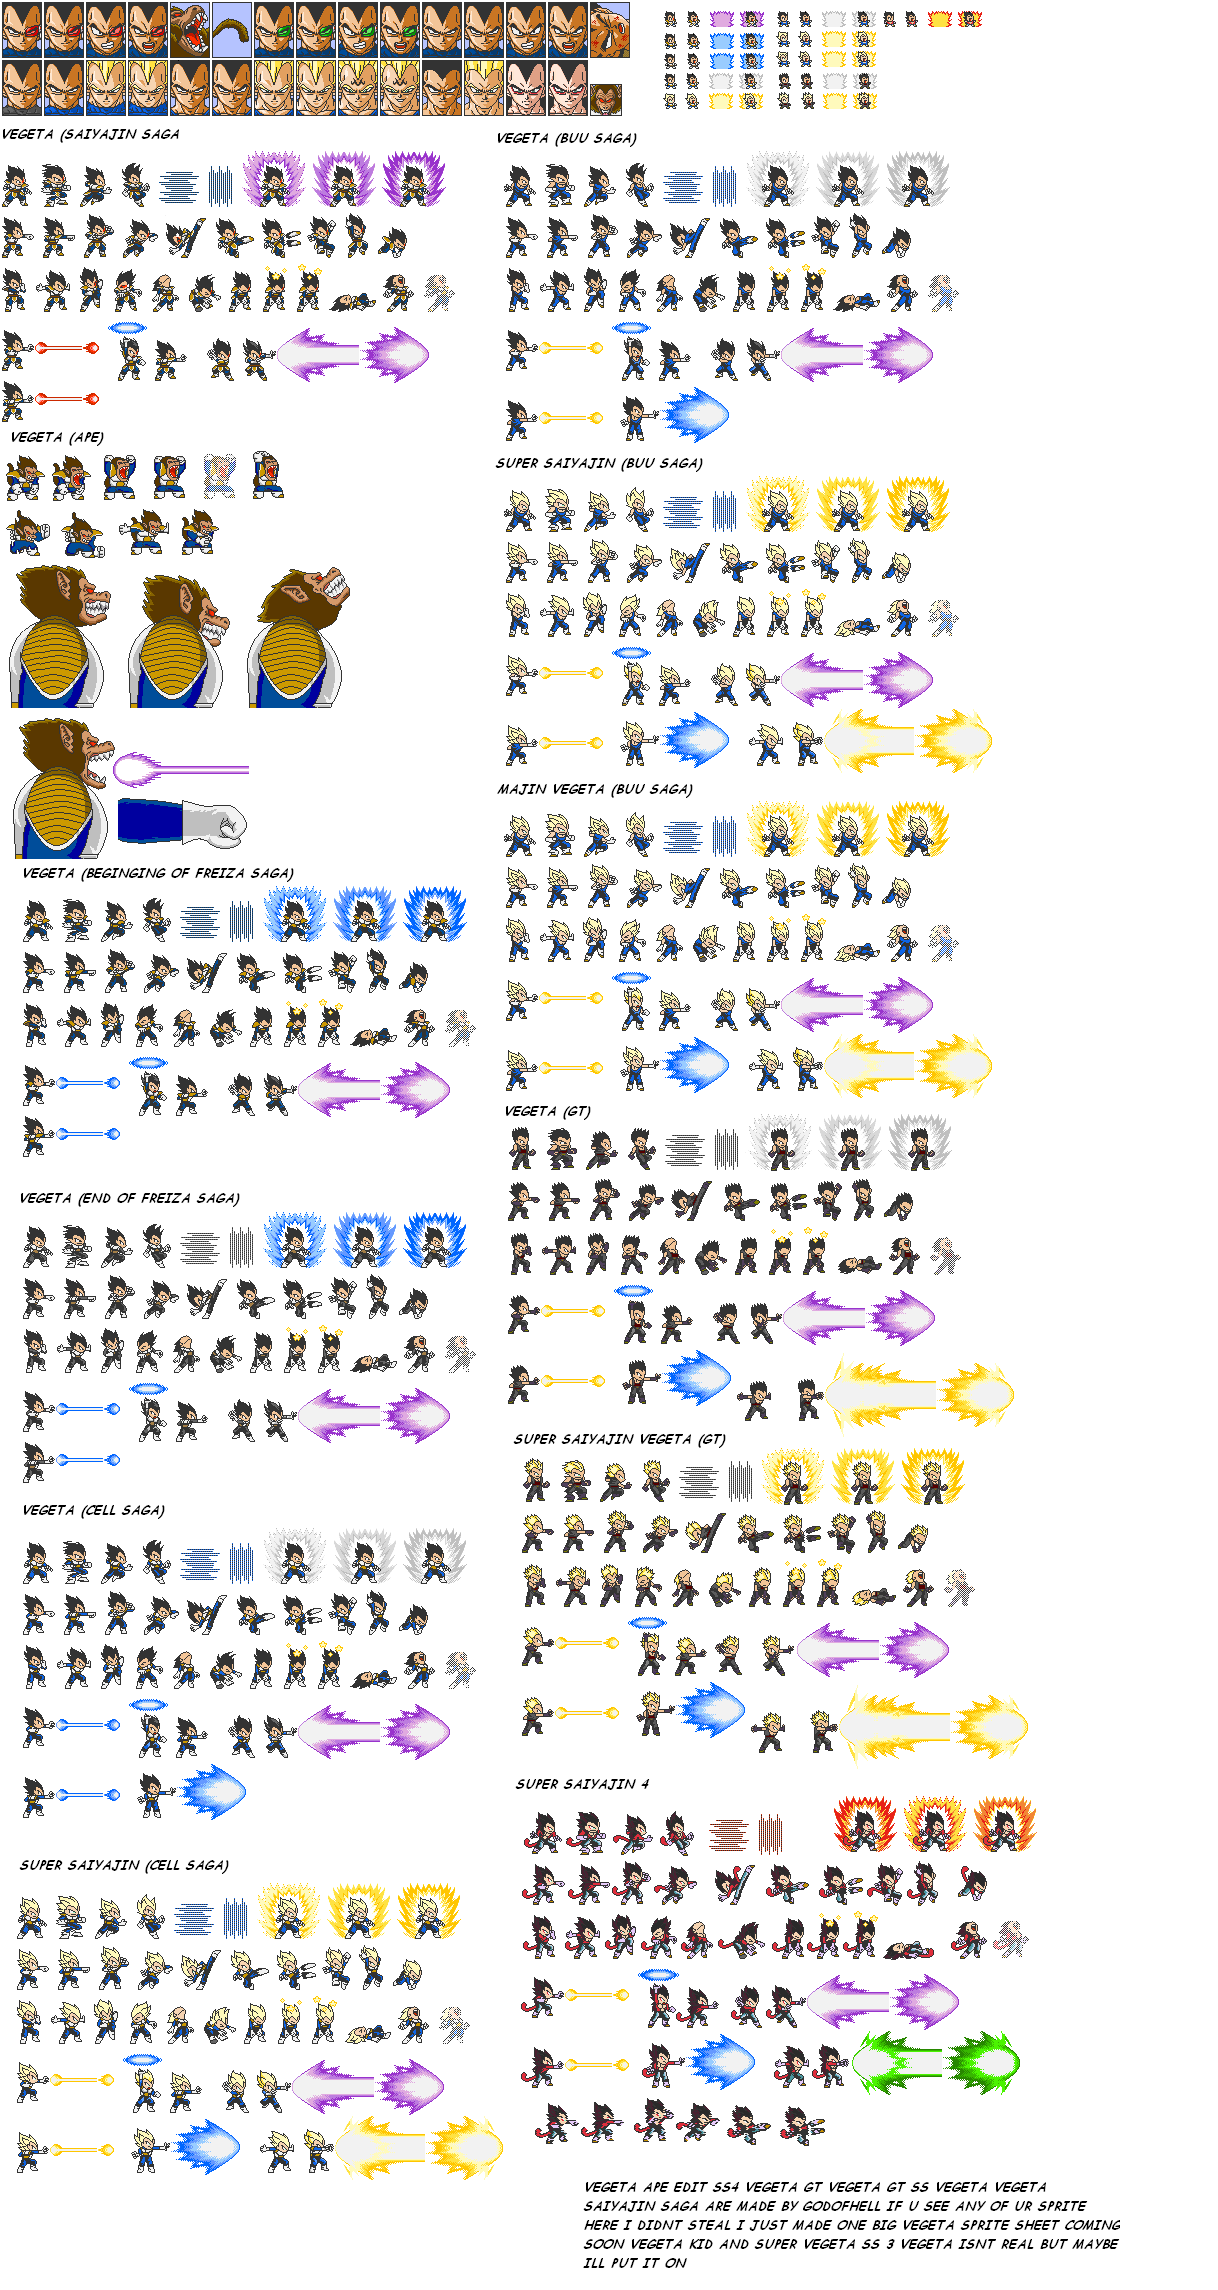 VEGETA (SAIYAJIN SAGA
VEGETA (APE)
VEGETA (BEGINGING OF FREIZA SAGA)
VEGETA (END OF FREIZA SAGA)
VEGETA (CELL SAGA)
SUPER SAIYAJIN (CELL SAGA)
VEGETA (BUU SAGA)
SUPER SAIYAJIN (BUU SAGA)
MAJIN VEGETA (BUU SAGA)
VEGETA (GT)
SUPER SAIYAJIN VEGETA (GT)
SUPER SAIYAJIN 4
VEGETA APE EDIT SS4 VEGETA GT VEGETA GT SS VEGETA VEGETA
SAIYAJIN SAGA ARE MADE BY GODOFHELL IF U SEE ANY OF UR SPRITE
HERE I DIDNT STEAL I JUST MADE ONE BIG VEGETA SPRITE SHEET COMING
SOON VEGETA KID AND SUPER VEGETA SS 3 VEGETA ISNT REAL BUT MAYBE
ILL PUT IT ON